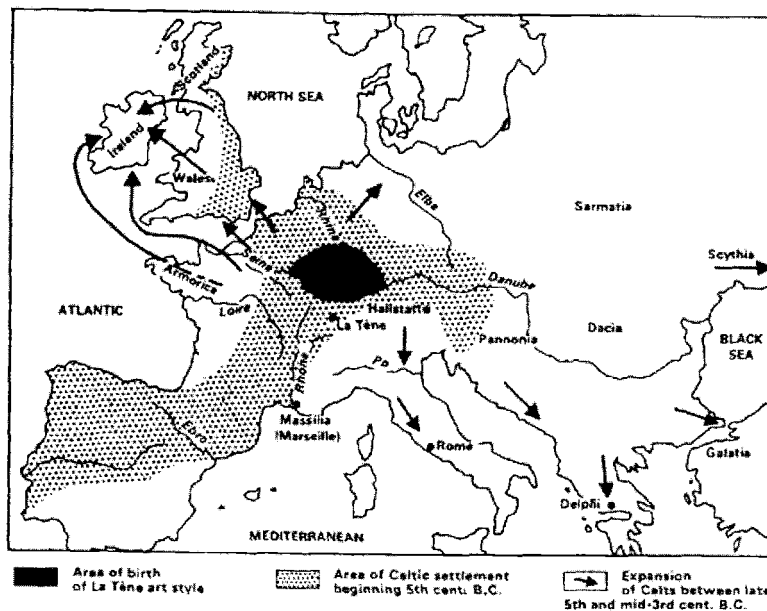 Scotland
NORTH SEA
Ireland
Wales
Elbe
Rhine
Sarmatia
Seine
Scythia
Armorica
Danube
ATLANTIC
Loire
Hallstatt
La Tène
Dacia
BLACK
SEA
Pannonia
Rhone
Po
Ebro
Massilia
(Marseille)
Rome
Galatia
Delphi
MEDITERRANEAN
Area of birth
of La Tène art style
Area of Celtic settlement
beginning 5th cent. B.C.
Expansion
of Celts between late
5th and mid-3rd cent. B.C.